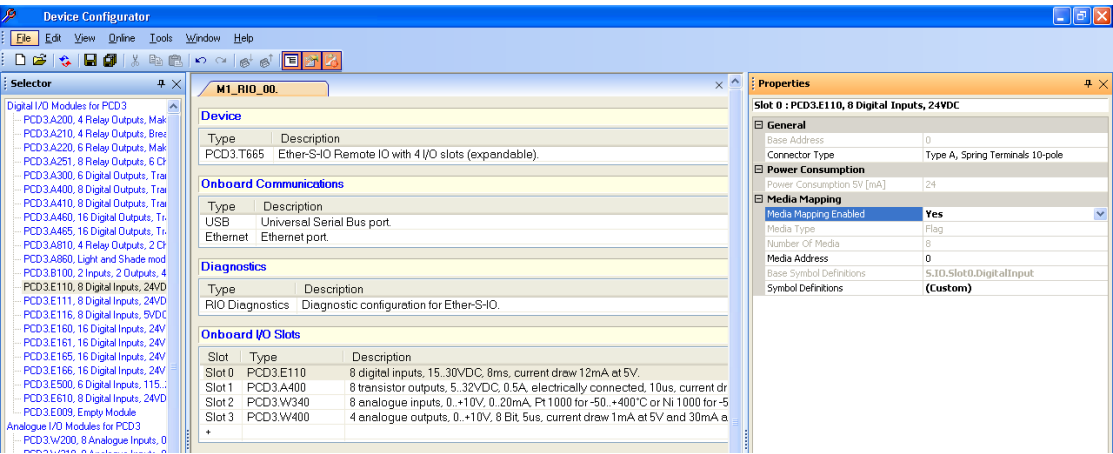 Device Configurator
File Edit View Online Tools Window Help
Selector
Digital I/O Modules for PCD3
PCD3.A200, 4 Relay Outputs, Mak
PCD3.A210, 4 Relay Outputs, Brea
PCD3.A220, 6 Relay Outputs, Mak
PCD3.A251, 8 Relay Outputs, 6 Ch
PCD3.A300, 6 Digital Outputs, Trar
PCD3.A400, 8 Digital Outputs, Trar
PCD3.A410, 8 Digital Outputs, Trar
PCD3.A460, 16 Digital Outputs, Tr
PCD3.A465, 16 Digital Outputs, Tr
PCD3.A810, 4 Relay Outputs, 2 Ch
PCD3.A860, Light and Shade mod
PCD3.B100, 2 Inputs, 2 Outputs, 4
PCD3.E110, 8 Digital Inputs, 24VD
PCD3.E111, 8 Digital Inputs, 24VD
PCD3.E116, 8 Digital Inputs, 5VDC
PCD3.E160, 16 Digital Inputs, 24V
PCD3.E161, 16 Digital Inputs, 24V
PCD3.E165, 16 Digital Inputs, 24V
PCD3.E166, 16 Digital Inputs, 24V
PCD3.E500, 6 Digital Inputs, 115..
PCD3.E610, 8 Digital Inputs, 24VD
PCD3.E009, Empty Module
Analogue I/O Modules for PCD3
PCD3.W200, 8 Analogue Inputs, 0
M1_RIO_00.
Device
Type Description
PCD3.T665 Ether-S-IO Remote IO with 4 I/O slots (expandable).
Onboard Communications
Type Description
USB Universal Serial Bus port.
Ethernet Ethernet port.
Diagnostics
Type Description
RIO Diagnostics Diagnostic configuration for Ether-S-IO.
Onboard I/O Slots
Slot Type Description
Slot 0 PCD3.E110 8 digital inputs, 15..30VDC, 8ms, current draw 12mA at 5V.
Slot 1 PCD3.A400 8 transistor outputs, 5..32VDC, 0.5A, electrically connected, 10us, current dr
Slot 2 PCD3.W340 8 analogue inputs, 0..+10V, 0..20mA, Pt 1000 for -50..+400°C or Ni 1000 for -5
Slot 3 PCD3.W400 4 analogue outputs, 0..+10V, 8 Bit, 5us, current draw 1mA at 5V and 30mA a
+
Properties
Slot 0 : PCD3.E110, 8 Digital Inputs, 24VDC
General
Base Address 0
Connector Type Type A, Spring Terminals 10-pole
Power Consumption
Power Consumption 5V [mA] 24
Media Mapping
Media Mapping Enabled Yes
Media Type Flag
Number Of Media 8
Media Address 0
Base Symbol Definitions S.IO.Slot0.DigitalInput
Symbol Definitions (Custom)